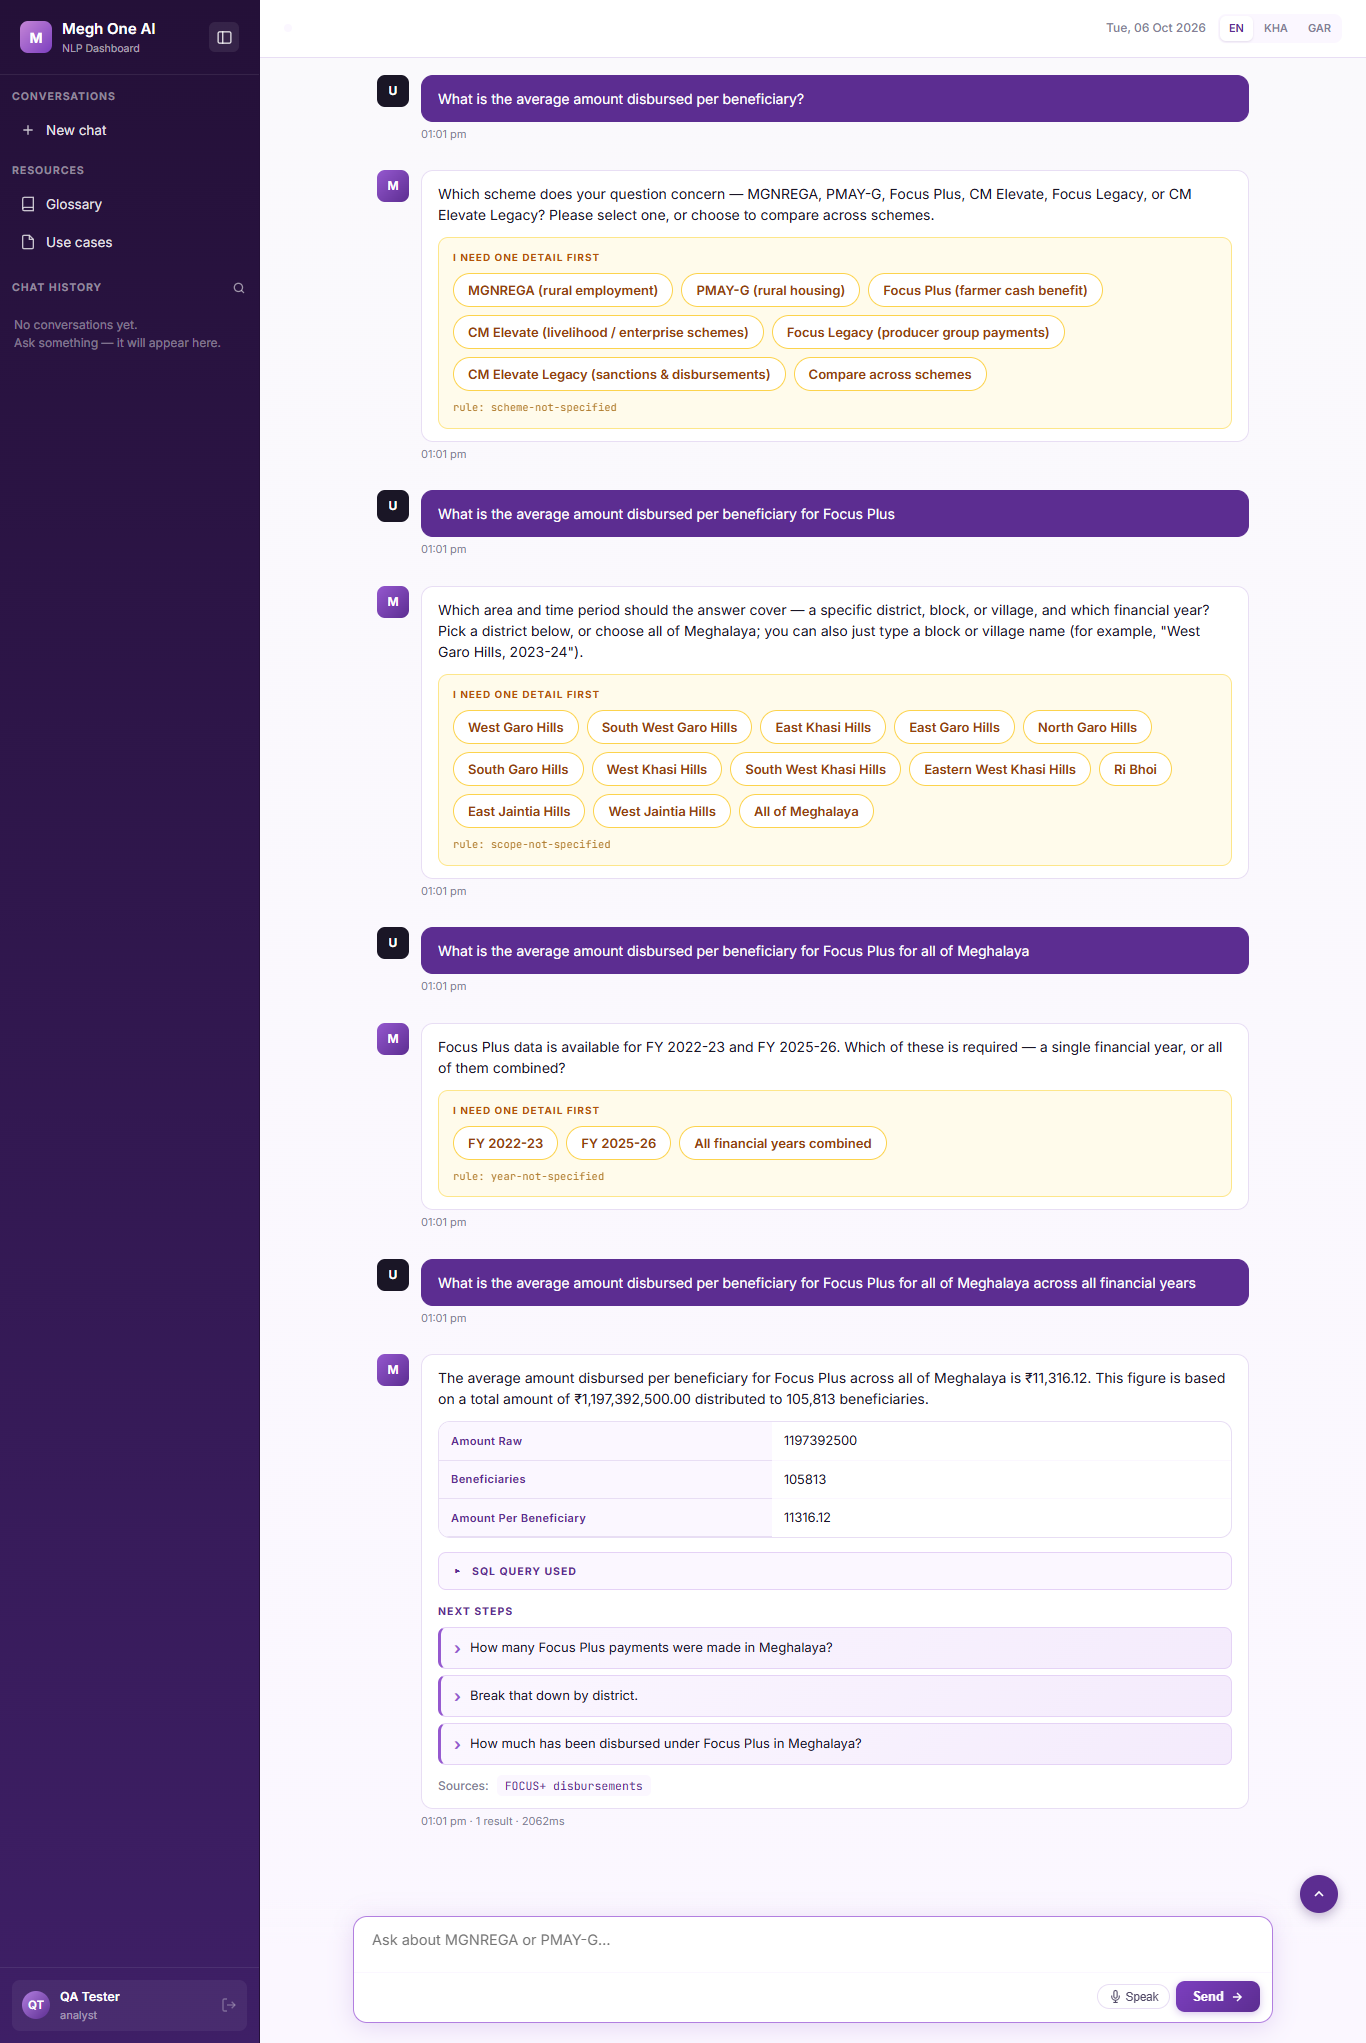 M
Megh One AI
NLP Dashboard
CONVERSATIONS
+ New chat
RESOURCES
Glossary
Use cases
CHAT HISTORY
No conversations yet.
Ask something — it will appear here.
QT
QA Tester
analyst
Tue, 06 Oct 2026
EN
KHA
GAR
U
What is the average amount disbursed per beneficiary?
01:01 pm
M
Which scheme does your question concern — MGNREGA, PMAY-G, Focus Plus, CM Elevate, Focus Legacy, or CM
Elevate Legacy? Please select one, or choose to compare across schemes.
I NEED ONE DETAIL FIRST
MGNREGA (rural employment)
PMAY-G (rural housing)
Focus Plus (farmer cash benefit)
CM Elevate (livelihood / enterprise schemes)
Focus Legacy (producer group payments)
CM Elevate Legacy (sanctions & disbursements)
Compare across schemes
rule: scheme-not-specified
01:01 pm
U
What is the average amount disbursed per beneficiary for Focus Plus
01:01 pm
M
Which area and time period should the answer cover — a specific district, block, or village, and which financial year?
Pick a district below, or choose all of Meghalaya; you can also just type a block or village name (for example, "West
Garo Hills, 2023-24").
I NEED ONE DETAIL FIRST
West Garo Hills
South West Garo Hills
East Khasi Hills
East Garo Hills
North Garo Hills
South Garo Hills
West Khasi Hills
South West Khasi Hills
Eastern West Khasi Hills
Ri Bhoi
East Jaintia Hills
West Jaintia Hills
All of Meghalaya
rule: scope-not-specified
01:01 pm
U
What is the average amount disbursed per beneficiary for Focus Plus for all of Meghalaya
01:01 pm
M
Focus Plus data is available for FY 2022-23 and FY 2025-26. Which of these is required — a single financial year, or all
of them combined?
I NEED ONE DETAIL FIRST
FY 2022-23
FY 2025-26
All financial years combined
rule: year-not-specified
01:01 pm
U
What is the average amount disbursed per beneficiary for Focus Plus for all of Meghalaya across all financial years
01:01 pm
M
The average amount disbursed per beneficiary for Focus Plus across all of Meghalaya is ₹11,316.12. This figure is based
on a total amount of ₹1,197,392,500.00 distributed to 105,813 beneficiaries.
Amount Raw 1197392500
Beneficiaries 105813
Amount Per Beneficiary 11316.12
SQL QUERY USED
NEXT STEPS
How many Focus Plus payments were made in Meghalaya?
Break that down by district.
How much has been disbursed under Focus Plus in Meghalaya?
Sources: FOCUS+ disbursements
01:01 pm · 1 result · 2062ms
Ask about MGNREGA or PMAY-G...
Speak
Send →